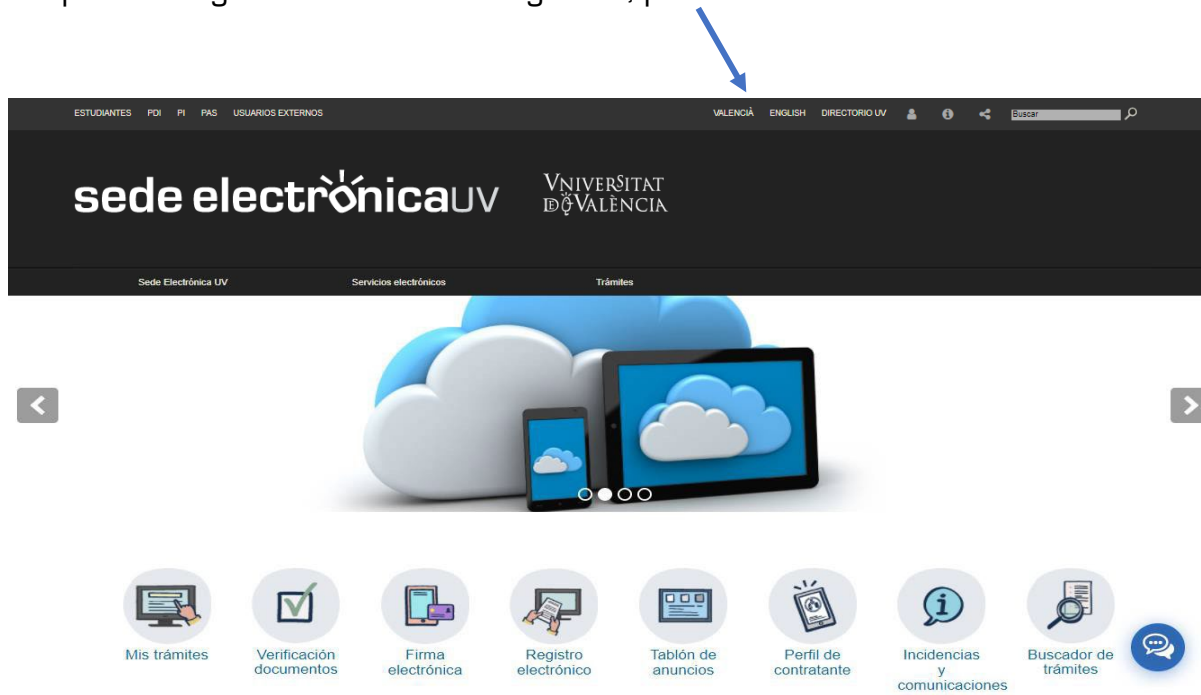 ESTUDIANTES PDI PI PAS USUARIOS EXTERNOS VALENCIÀ ENGLISH DIRECTORIO UV Buscar
sede electrònicauv
VNIVERSITAT
DE VALÈNCIA
Sede Electrónica UV Servicios electrónicos Trámites
Mis trámites
Verificación
documentos
Firma
electrónica
Registro
electrónico
Tablón de
anuncios
Perfil de
contratante
Incidencias
y
comunicaciones
Buscador de
trámites